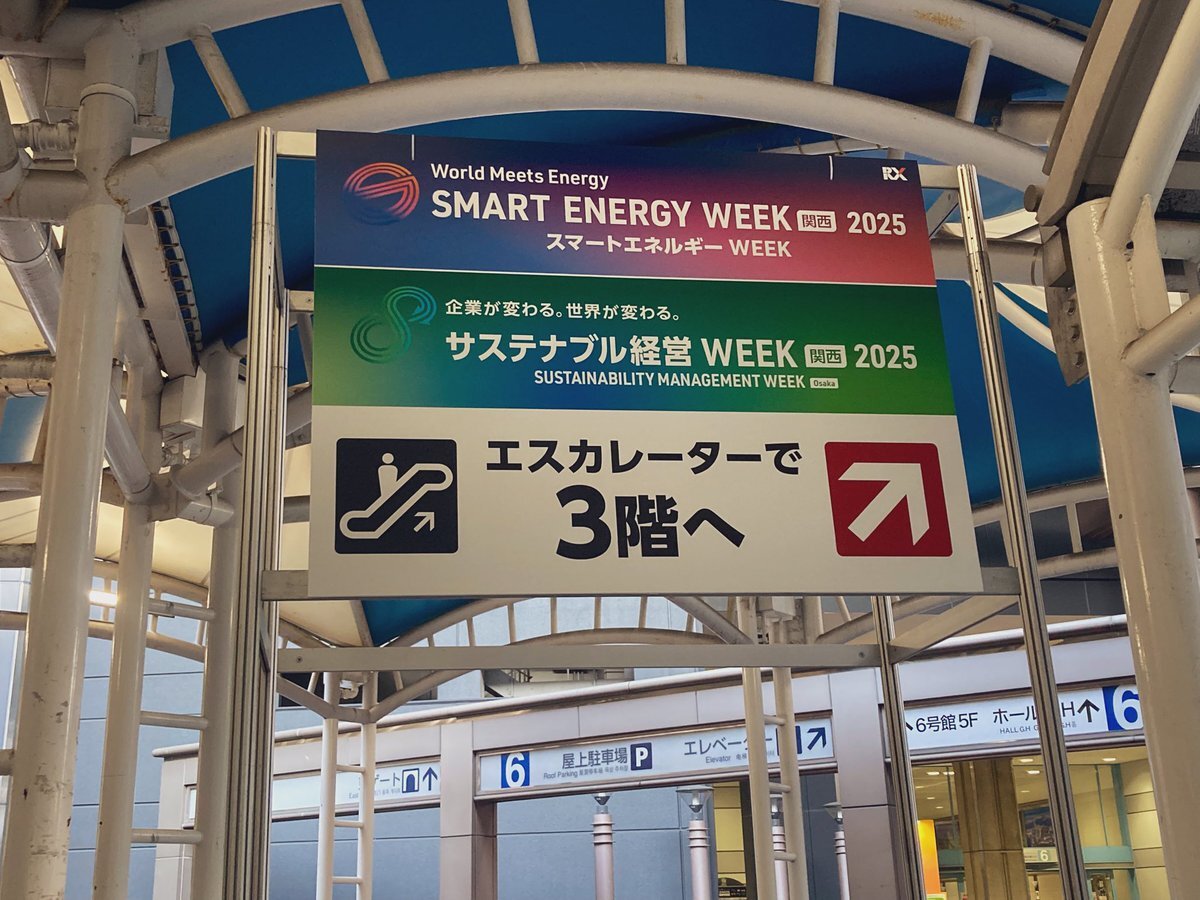 World Meets Energy
RX
SMART ENERGY WEEK 関西 2025
スマートエネルギー WEEK
企業が変わる。世界が変わる。
サステナブル経営 WEEK 関西 2025
SUSTAINABILITY MANAGEMENT WEEK Osaka
エスカレーターで
3階へ
6 屋上駐車場 P エレベーター
Roof Parking
Elevator
6号館5F ホール 6
HALL
6